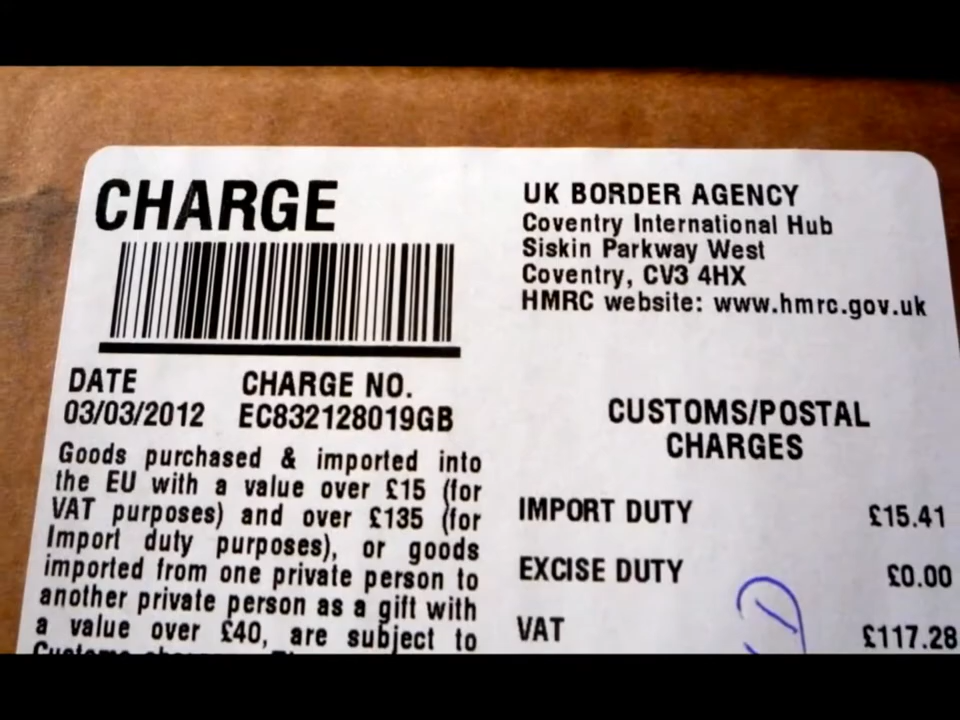 CHARGE
UK BORDER AGENCY
Coventry International Hub
Siskin Parkway West
Coventry, CV3 4HX
HMRC website: www.hmrc.gov.uk
DATE
03/03/2012
CHARGE NO.
EC832128019GB
Goods purchased & imported into
the EU with a value over £15 (for
VAT purposes) and over £135 (for
Import duty purposes), or goods
imported from one private person to
another private person as a gift with
a value over £40, are subject to
CUSTOMS/POSTAL
CHARGES
IMPORT DUTY £15.41
EXCISE DUTY £0.00
VAT £117.28